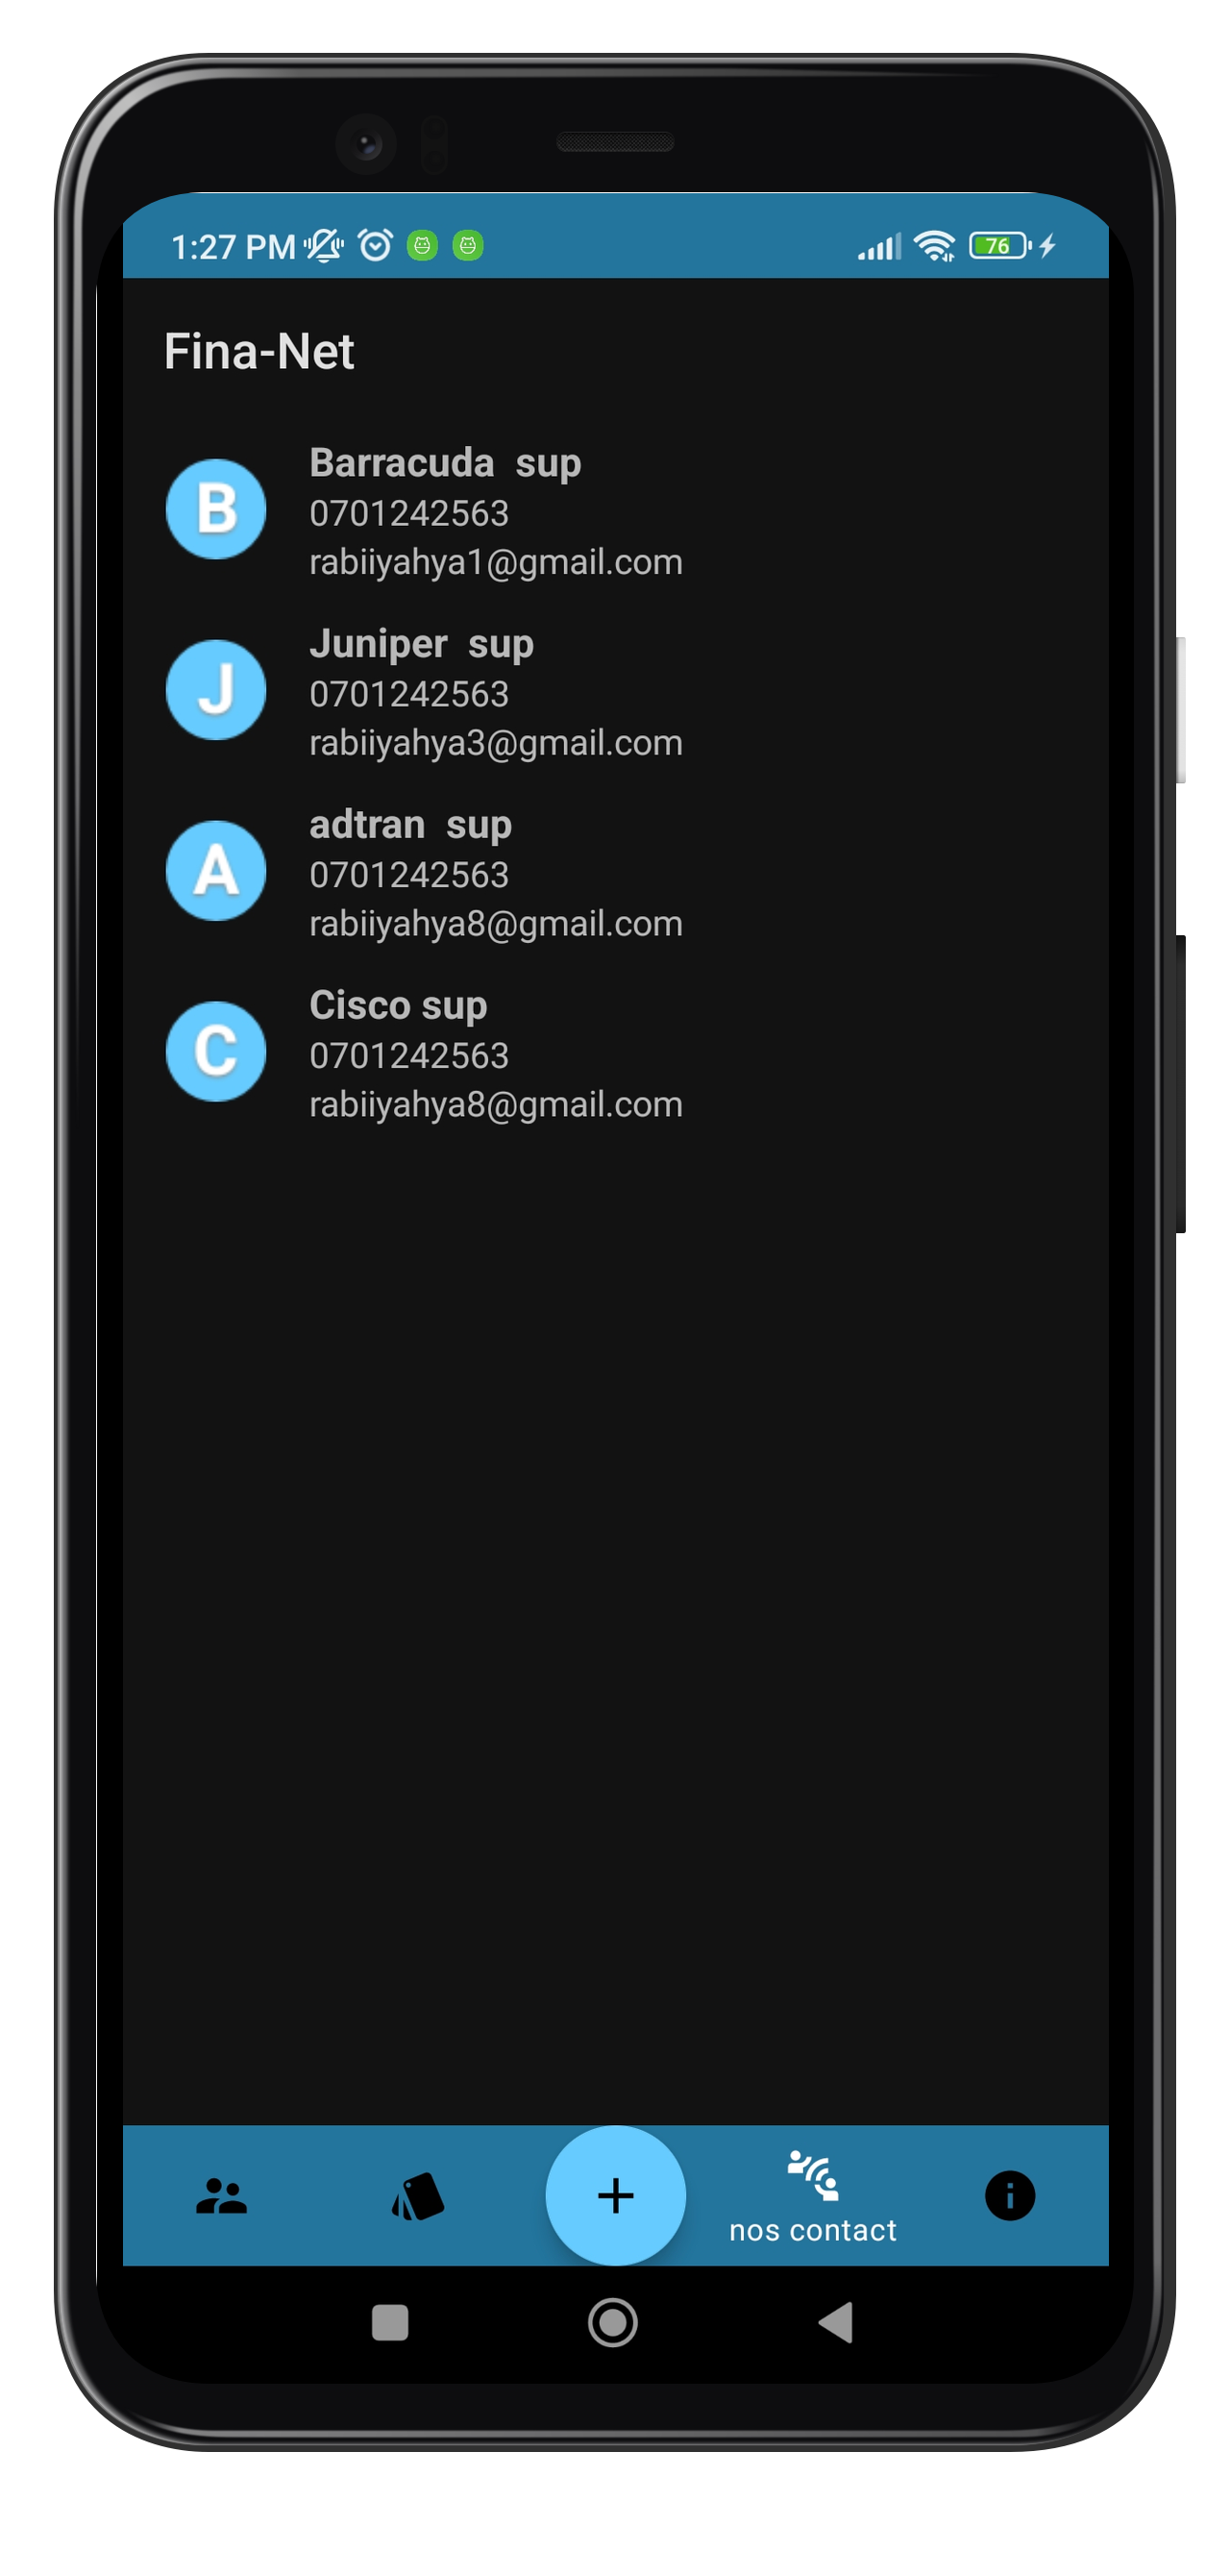 1:27 PM 76
Fina-Net
B
Barracuda  sup
0701242563
rabiiyahya1@gmail.com
J
Juniper  sup
0701242563
rabiiyahya3@gmail.com
A
adtran  sup
0701242563
rabiiyahya8@gmail.com
C
Cisco sup
0701242563
rabiiyahya8@gmail.com
nos contact